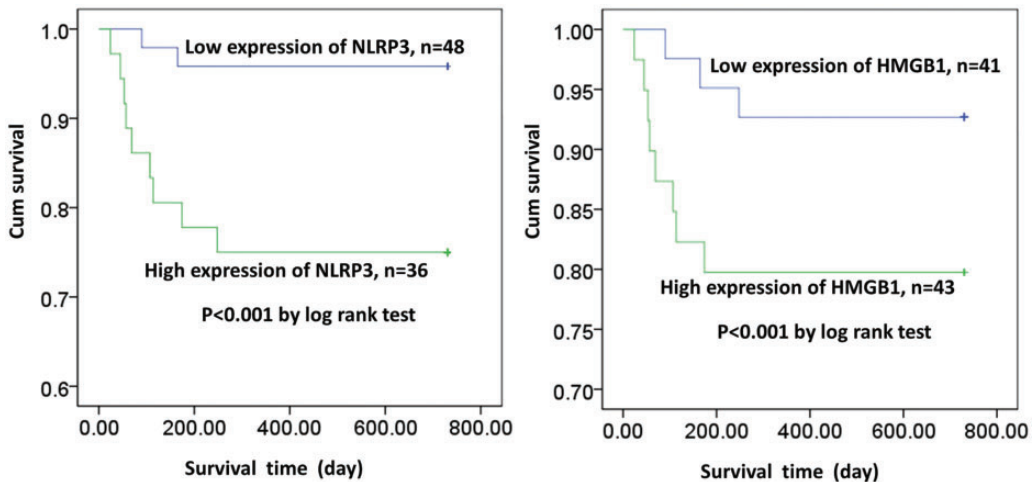 1.0
0.9
0.8
0.7
0.6
Cum survival
Low expression of NLRP3, n=48
High expression of NLRP3, n=36
P<0.001 by log rank test
0.00 200.00 400.00 600.00 800.00
Survival time (day)
1.00
0.95
0.90
0.85
0.80
0.75
0.70
Cum survival
Low expression of HMGB1, n=41
High expression of HMGB1, n=43
P<0.001 by log rank test
0.00 200.00 400.00 600.00 800.00
Survival time (day)